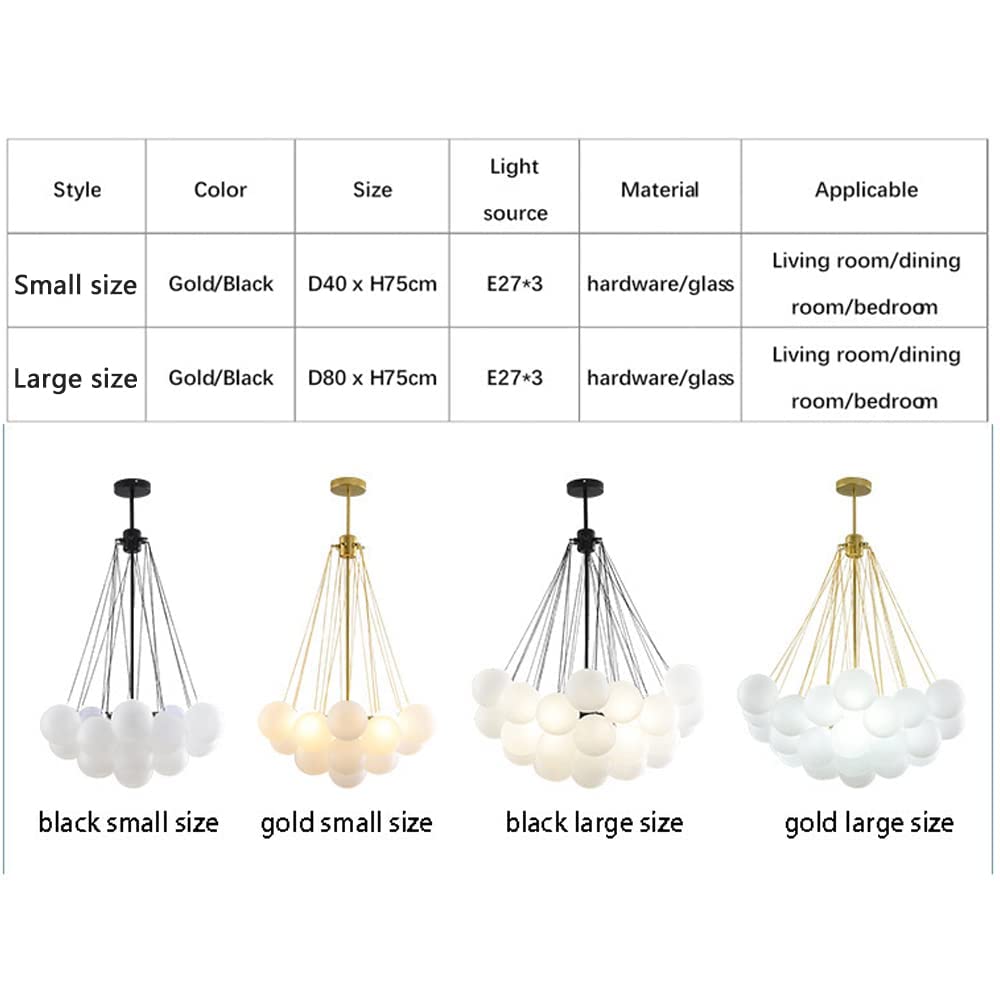 Style Color Size Light source Material Applicable
Small size Gold/Black D40 x H75cm E27*3 hardware/glass Living room/dining
room/bedroom
Large size Gold/Black D80 x H75cm E27*3 hardware/glass Living room/dining
room/bedroom
black small size gold small size black large size gold large size